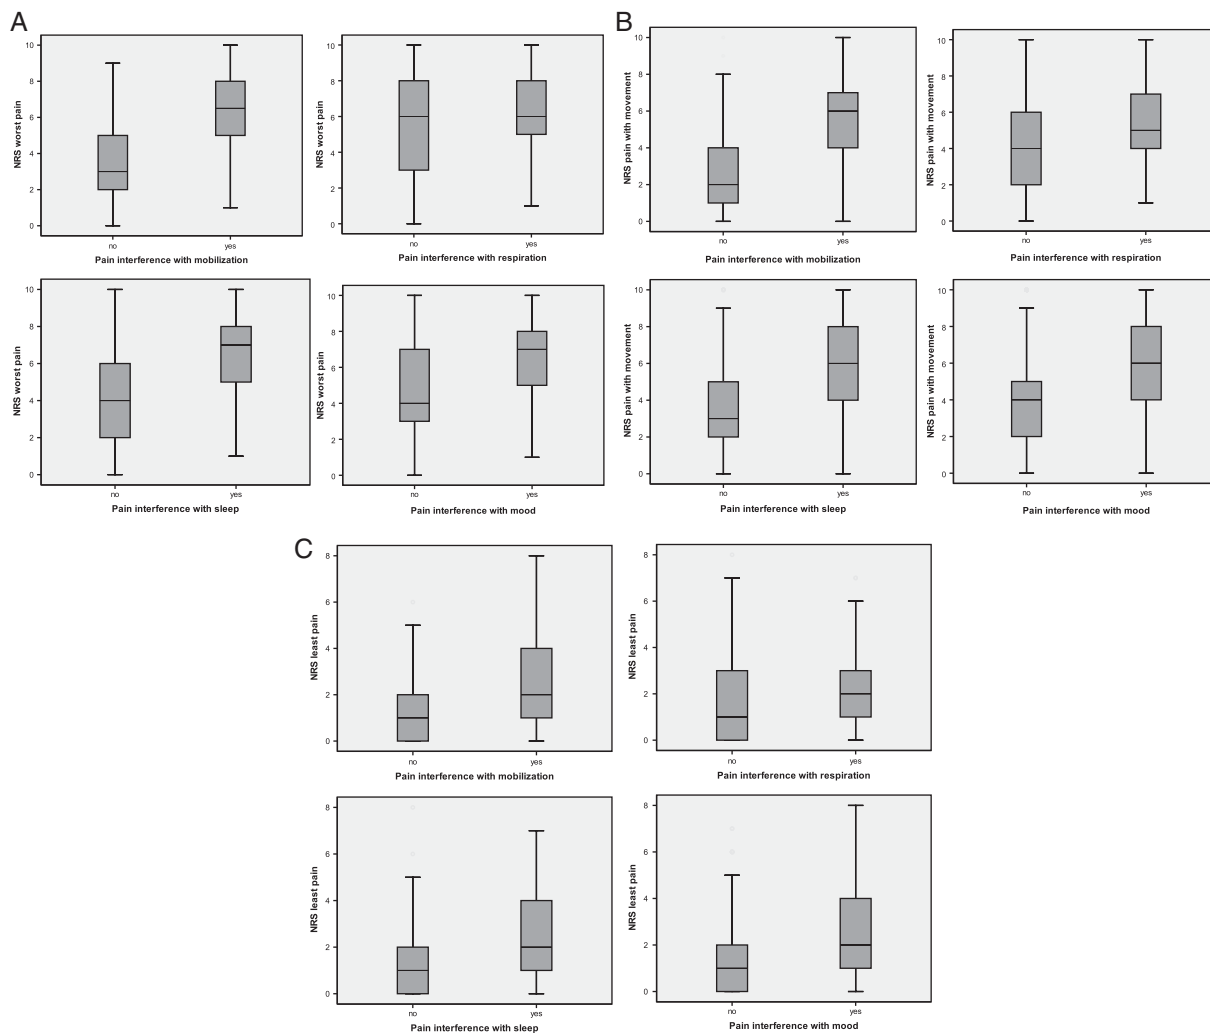 A
NRS worst pain
10
8
6
4
2
0
no yes
Pain interference with mobilization
NRS worst pain
10
8
6
4
2
0
no yes
Pain interference with respiration
NRS worst pain
10
8
6
4
2
0
no yes
Pain interference with sleep
NRS worst pain
10
8
6
4
2
0
no yes
Pain interference with mood
B
NRS pain with movement
10
8
6
4
2
0
no yes
Pain interference with mobilization
NRS pain with movement
10
8
6
4
2
0
no yes
Pain interference with respiration
NRS pain with movement
10
8
6
4
2
0
no yes
Pain interference with sleep
NRS pain with movement
10
8
6
4
2
0
no yes
Pain interference with mood
C
NRS least pain
8
6
4
2
0
no yes
Pain interference with mobilization
NRS least pain
8
6
4
2
0
no yes
Pain interference with respiration
NRS least pain
8
6
4
2
0
no yes
Pain interference with sleep
NRS least pain
8
6
4
2
0
no yes
Pain interference with mood